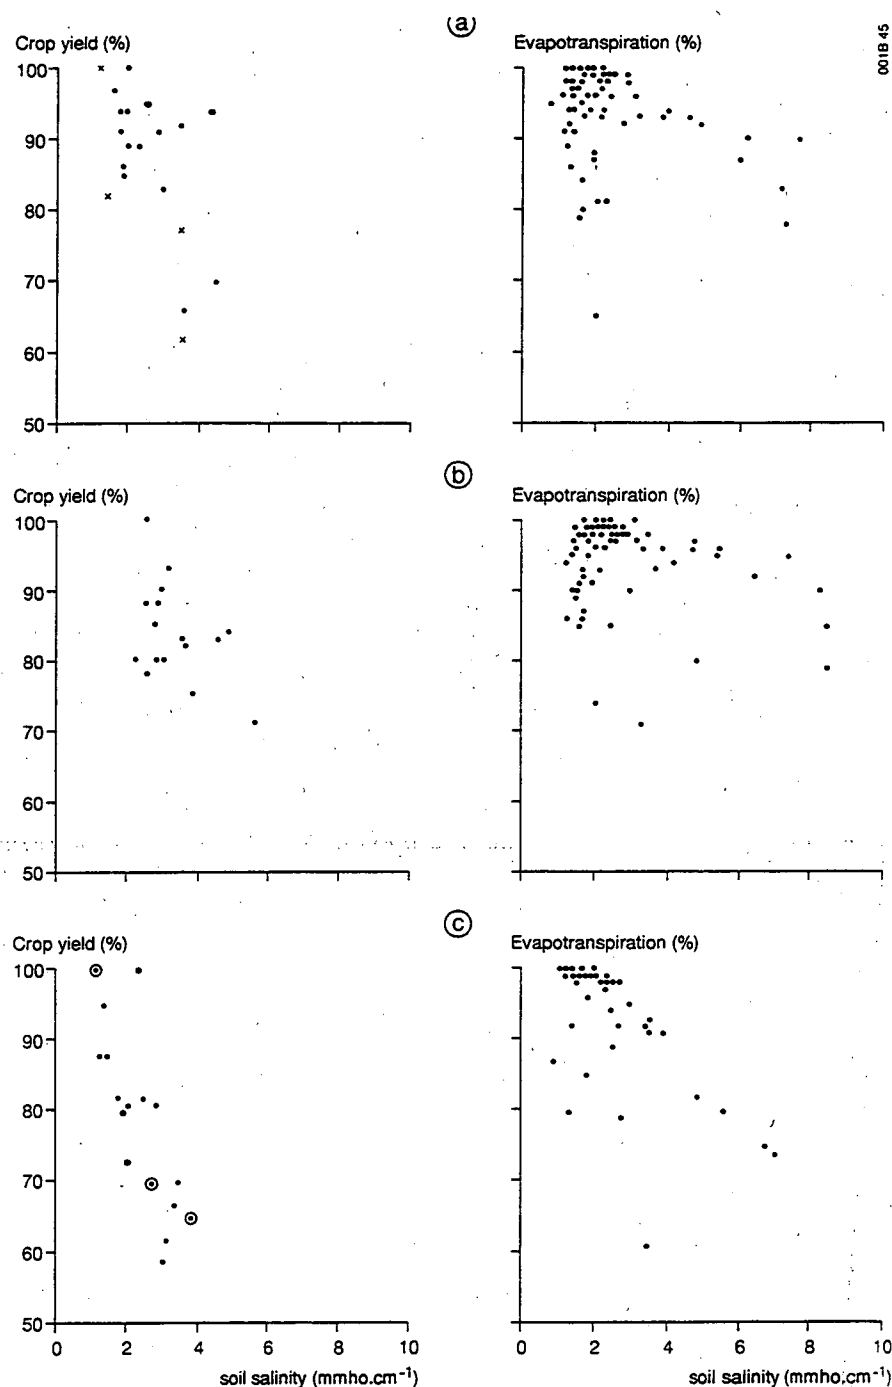 ⓐ
001B 45
Crop yield (%)
100
90
80
70
60
50
Evapotranspiration (%)
ⓑ
Crop yield (%)
100
90
80
70
60
50
Evapotranspiration (%)
ⓒ
Crop yield (%)
100
90
80
70
60
50
0 2 4 6 8 10
soil salinity (mmho.cm⁻¹)
Evapotranspiration (%)
0 2 4 6 8 10
soil salinity (mmho.cm⁻¹)